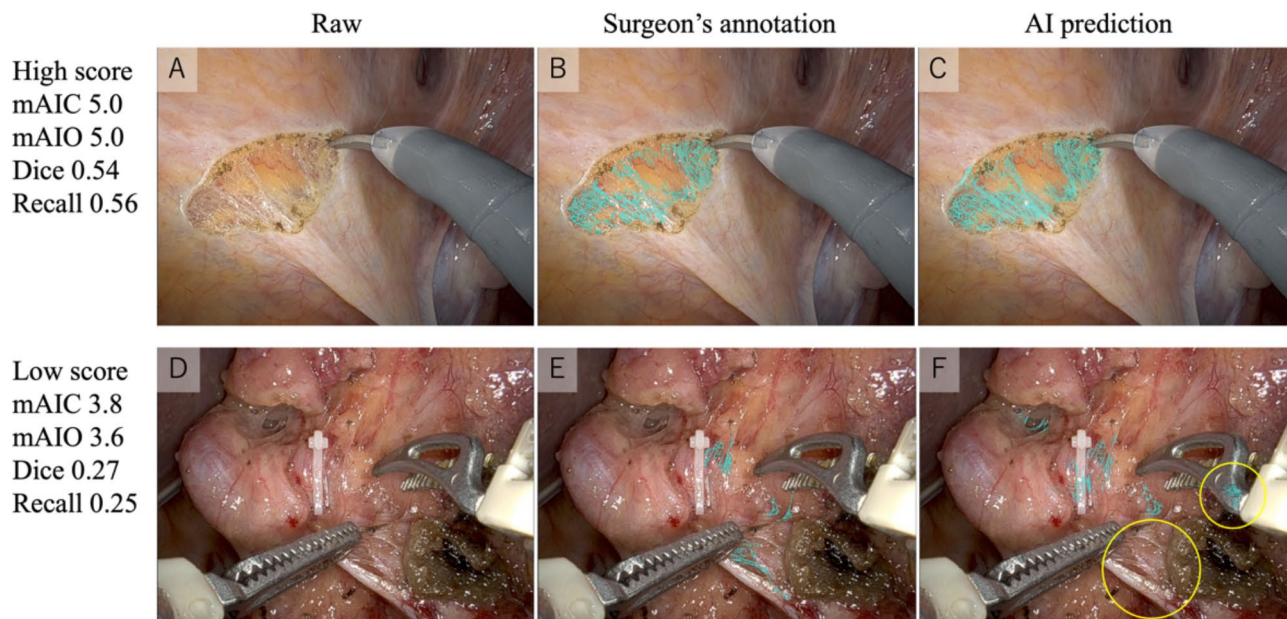 Raw
Surgeon's annotation
AI prediction
High score
mAIC 5.0
mAIO 5.0
Dice 0.54
Recall 0.56
A
B
C
Low score
mAIC 3.8
mAIO 3.6
Dice 0.27
Recall 0.25
D
E
F